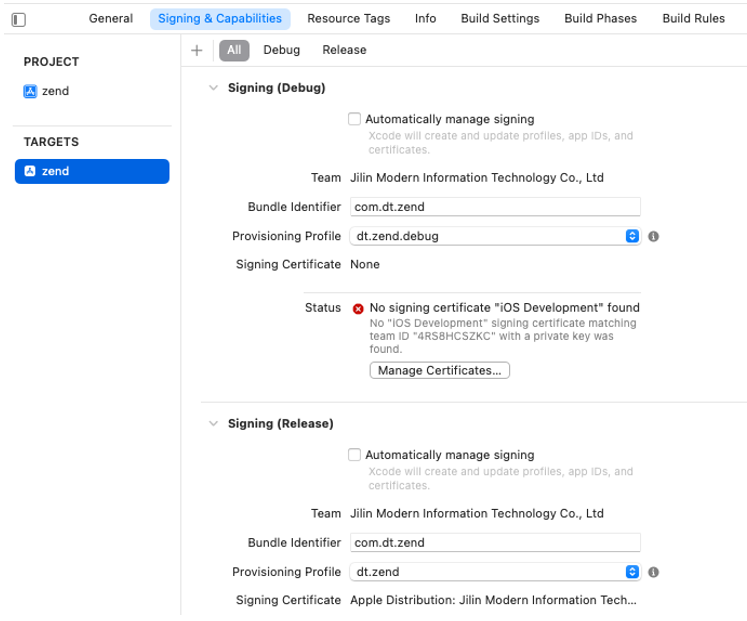 General Signing & Capabilities Resource Tags Info Build Settings Build Phases Build Rules
All Debug Release
PROJECT
zend
TARGETS
zend
Signing (Debug)
Automatically manage signing
Xcode will create and update profiles, app IDs, and
certificates.
Team Jilin Modern Information Technology Co., Ltd
Bundle Identifier com.dt.zend
Provisioning Profile dt.zend.debug
Signing Certificate None
Status No signing certificate "iOS Development" found
No "iOS Development" signing certificate matching
team ID "4RS8HCSZKC" with a private key was
found.
Manage Certificates...
Signing (Release)
Automatically manage signing
Xcode will create and update profiles, app IDs, and
certificates.
Team Jilin Modern Information Technology Co., Ltd
Bundle Identifier com.dt.zend
Provisioning Profile dt.zend
Signing Certificate Apple Distribution: Jilin Modern Information Tech...